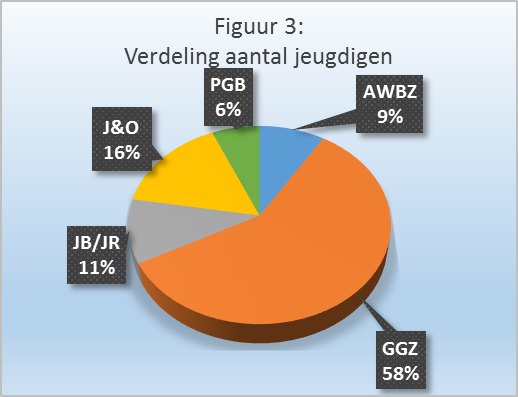 Figuur 3:
Verdeling aantal jeugdigen
PGB
6%
AWBZ
9%
J&O
16%
JB/JR
11%
GGZ
58%